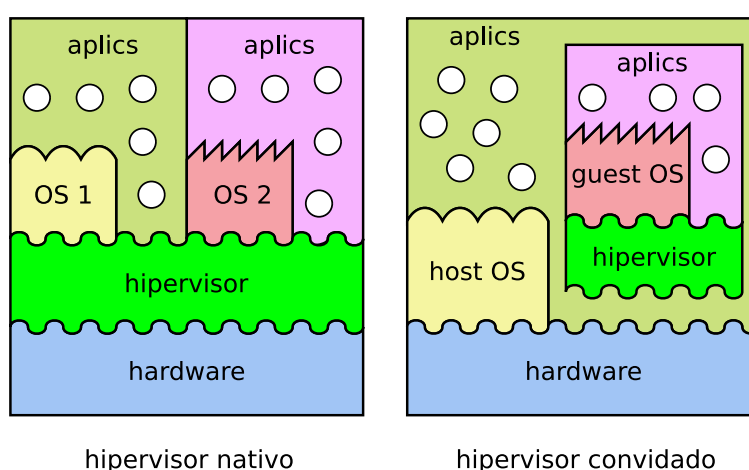 aplics
aplics
OS 1
OS 2
hipervisor
hardware
hipervisor nativo
aplics
aplics
guest OS
host OS
hipervisor
hardware
hipervisor convidado